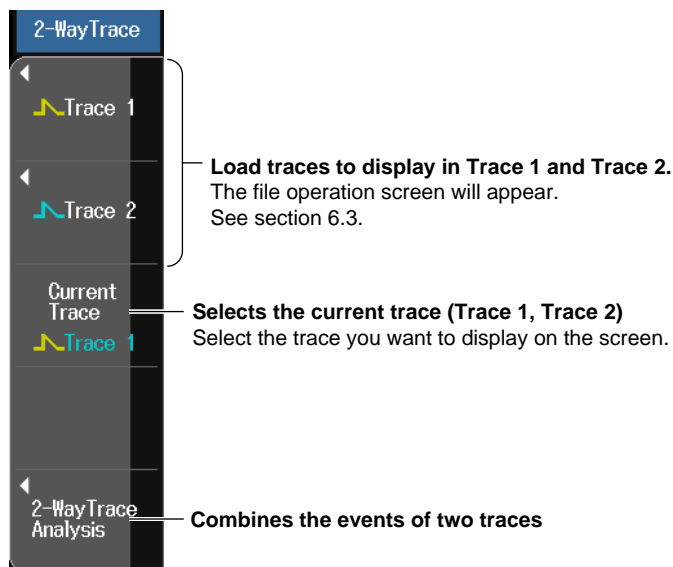 2-WayTrace
Trace 1
Trace 2
Load traces to display in Trace 1 and Trace 2.
The file operation screen will appear.
See section 6.3.
Current
Trace
Trace 1
Selects the current trace (Trace 1, Trace 2)
Select the trace you want to display on the screen.
2-WayTrace
Analysis
Combines the events of two traces